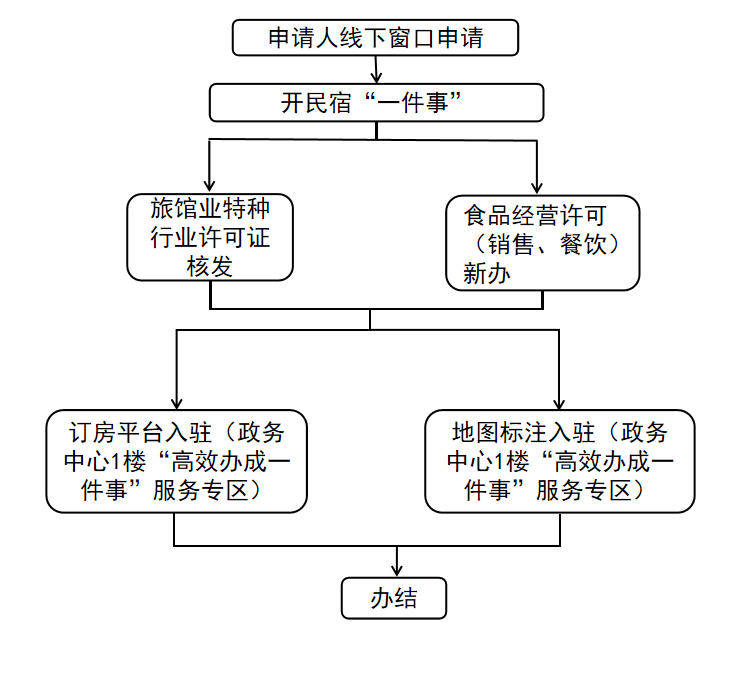 申请人线下窗口申请
开民宿“一件事”
旅馆业特种
行业许可证
核发
食品经营许可
（销售、餐饮）
新办
订房平台入驻（政务
中心1楼“高效办成一
件事”服务专区）
地图标注入驻（政务
中心1楼“高效办成一
件事”服务专区）
办结